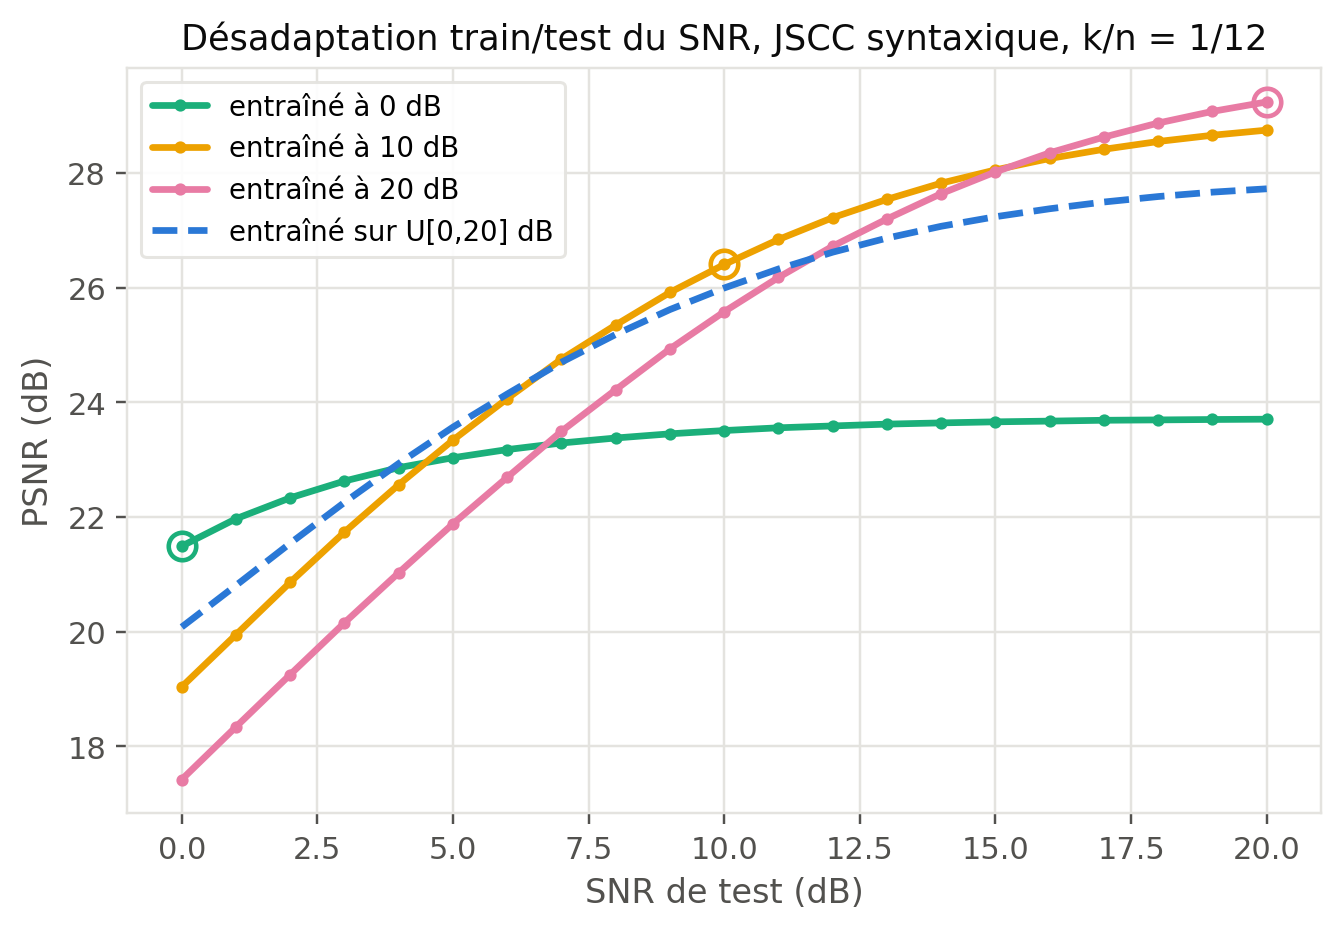 Désadaptation train/test du SNR, JSCC syntaxique, k/n = 1/12
entraîné à 0 dB
entraîné à 10 dB
entraîné à 20 dB
entraîné sur U[0,20] dB
PSNR (dB)
28
26
24
22
20
18
0.0 2.5 5.0 7.5 10.0 12.5 15.0 17.5 20.0
SNR de test (dB)